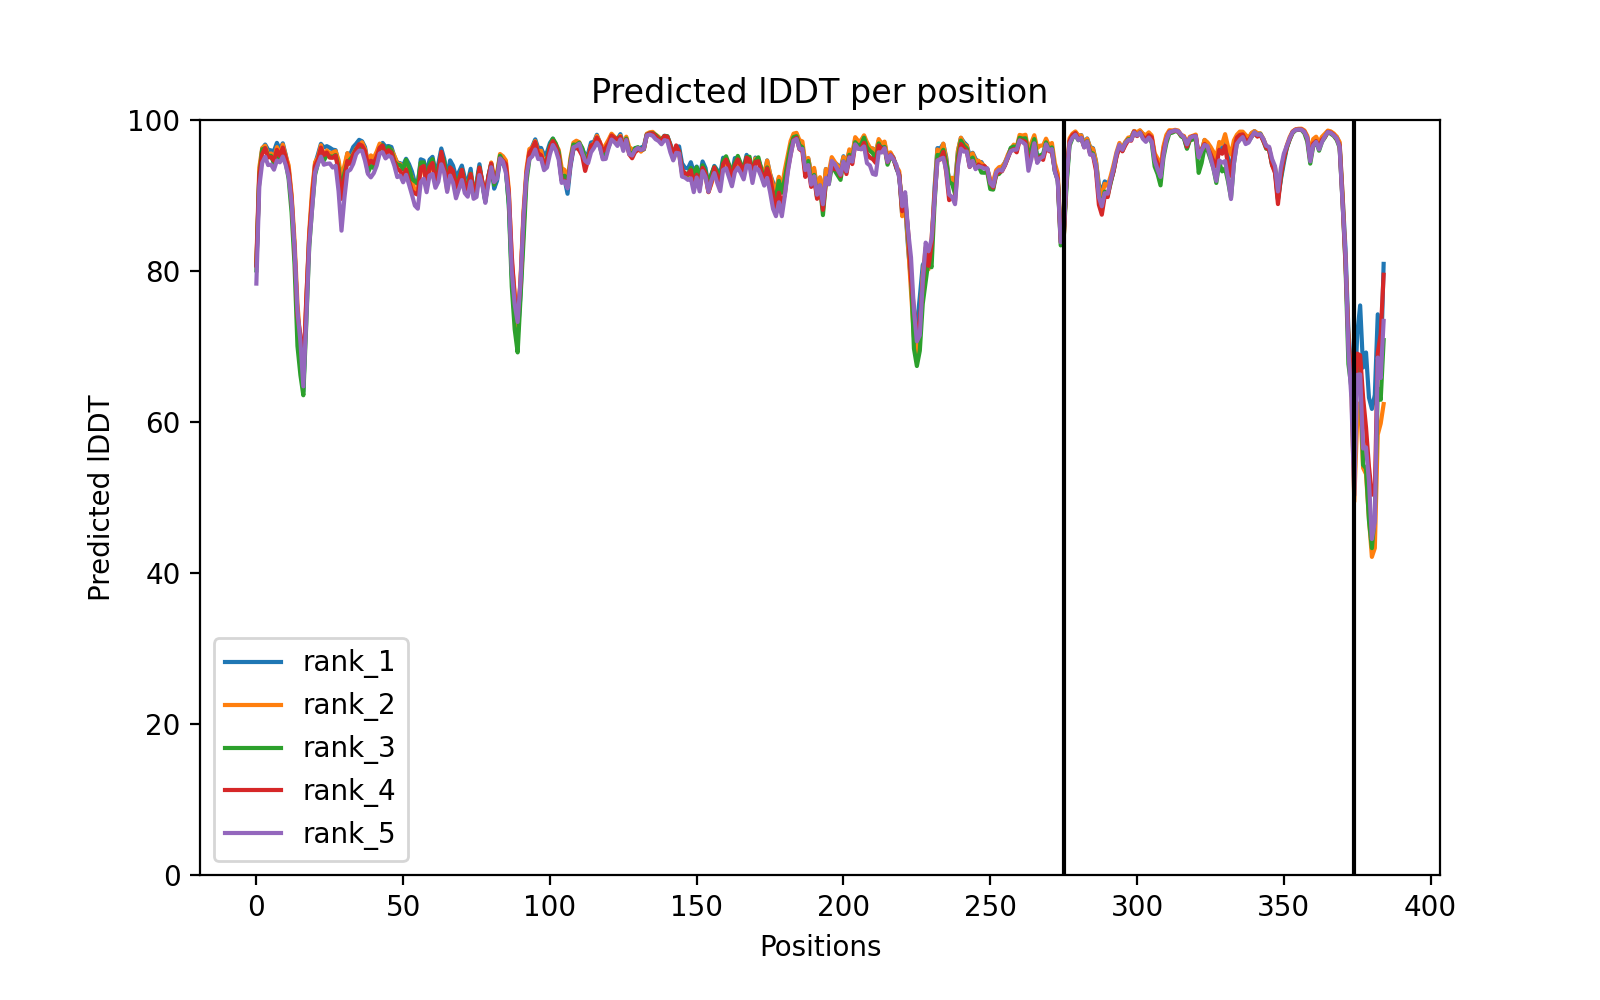 Predicted lDDT per position
100
80
60
40
20
0
Predicted lDDT
rank_1
rank_2
rank_3
rank_4
rank_5
0 50 100 150 200 250 300 350 400
Positions